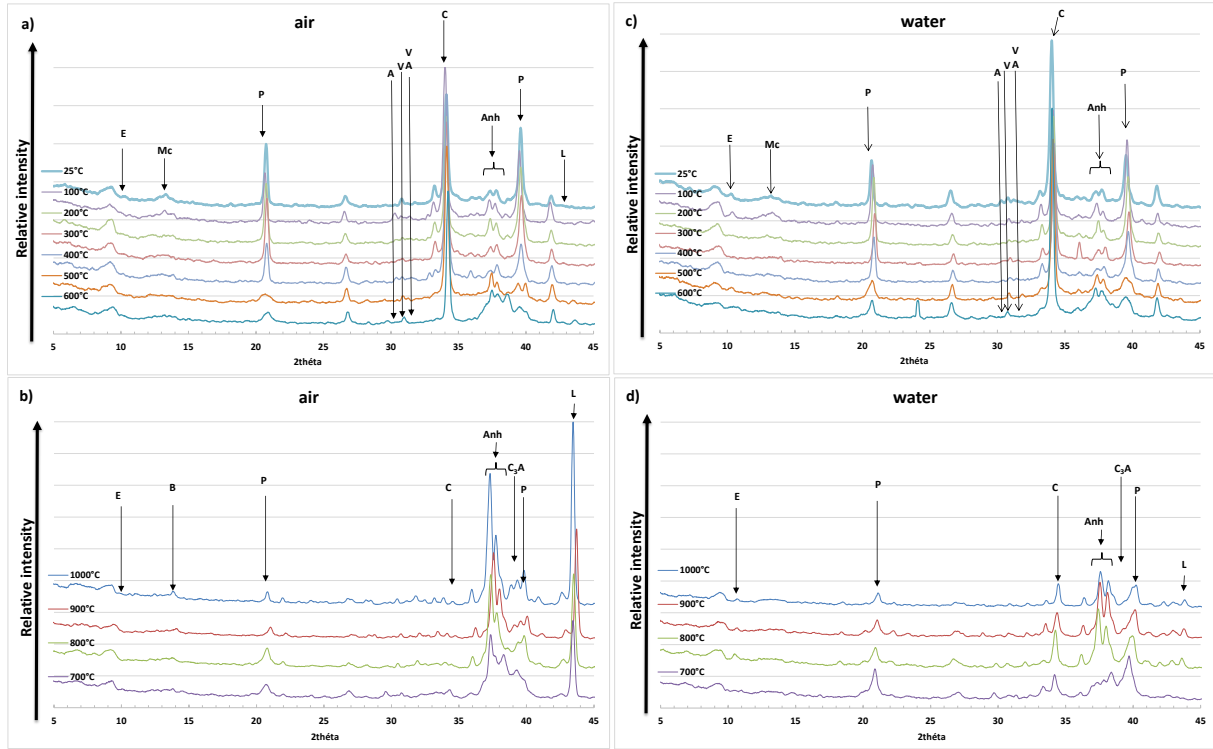 a) air
C
V
A V A
P P
Anh
E Mc L
25°C
100°C
200°C
300°C
400°C
500°C
600°C
Relative intensity
5 10 15 20 25 30 35 40 45
2théta
c) water
C
V
A V A
P P
Anh
E Mc
25°C
100°C
200°C
300°C
400°C
500°C
600°C
Relative intensity
5 10 15 20 25 30 35 40 45
2théta
b) air
L
Anh
C₃A
E B P C P
1000°C
900°C
800°C
700°C
Relative intensity
5 10 15 20 25 30 35 40 45
2théta
d) water
C₃A
E P C P
Anh
L
1000°C
900°C
800°C
700°C
Relative intensity
5 10 15 20 25 30 35 40 45
2théta